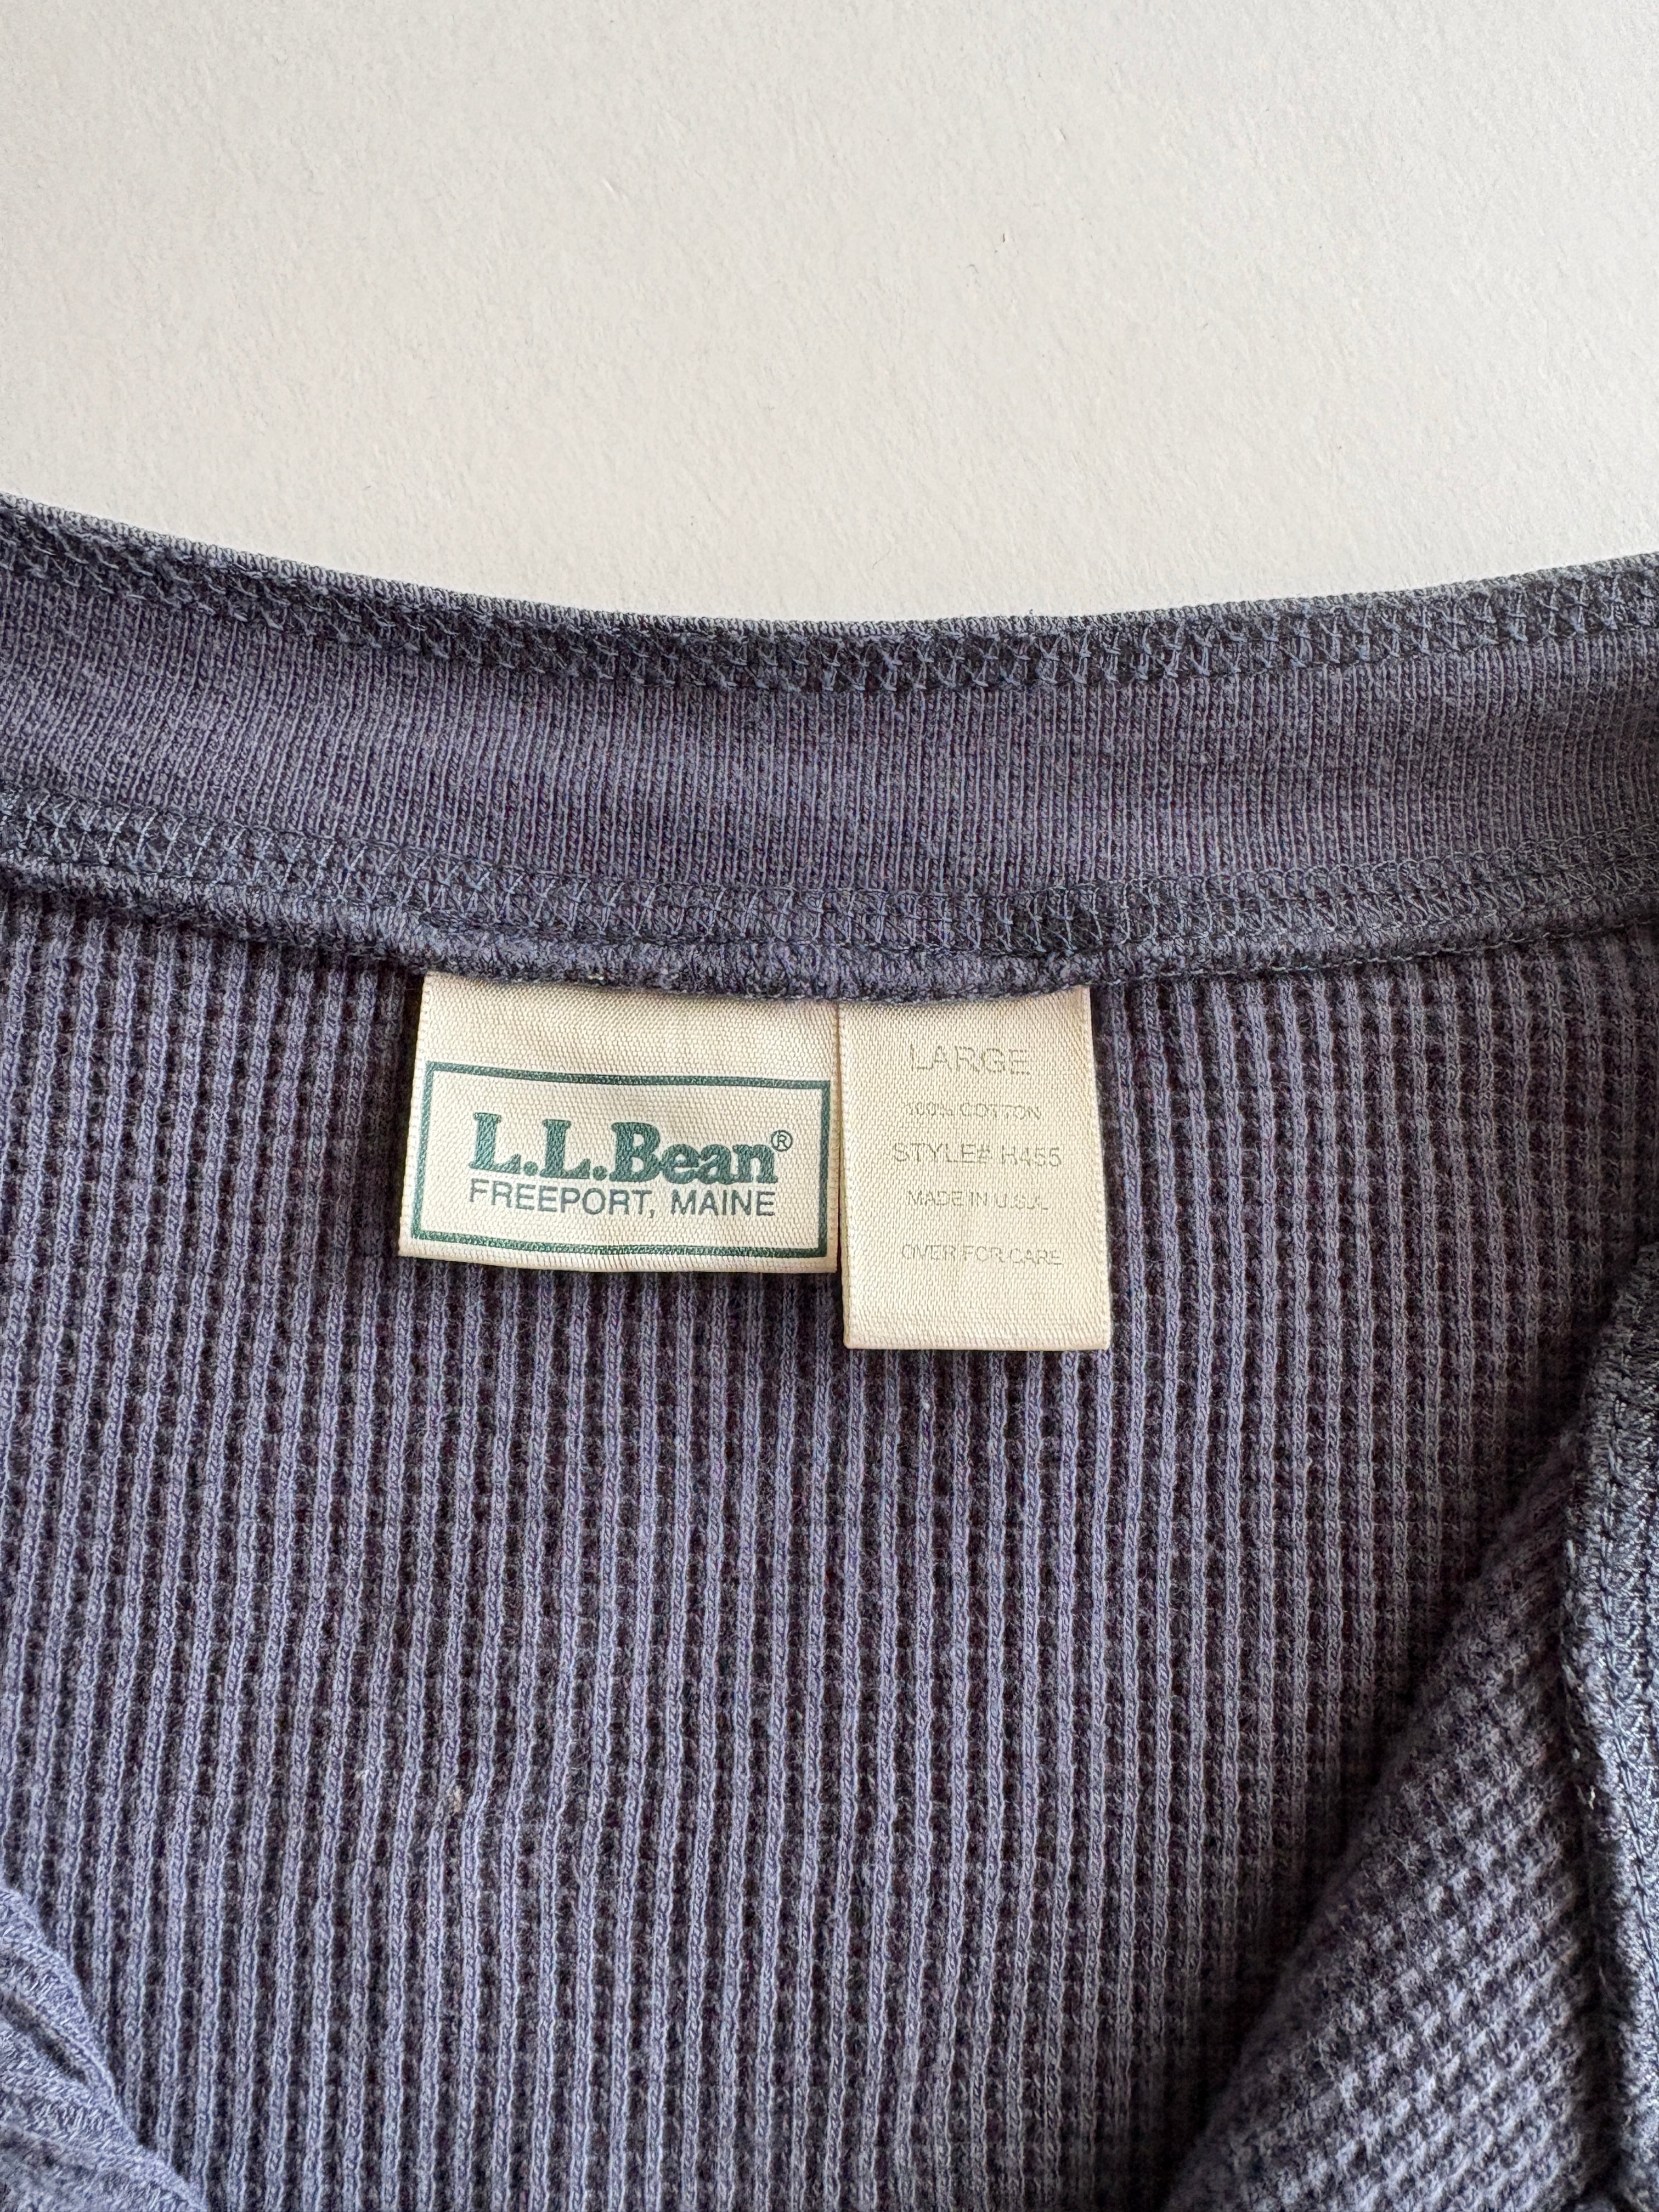 L.L.Bean®
FREEPORT, MAINE
LARGE
100% COTTON
STYLE# H455
MADE IN U.S.A.
OVER FOR CARE